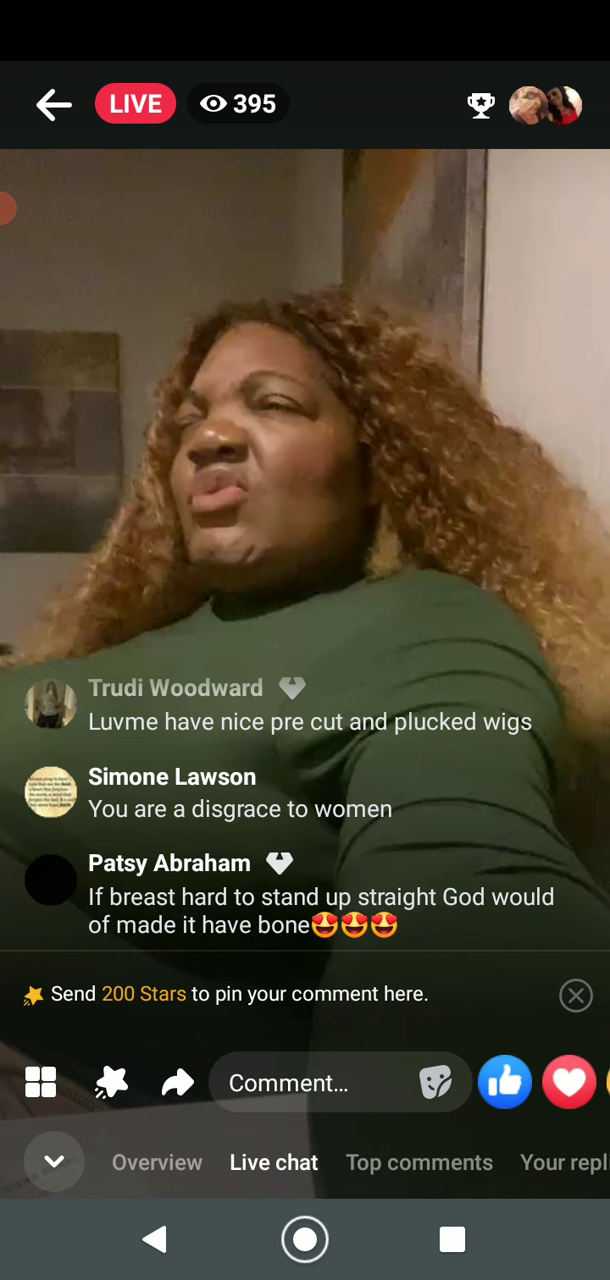 LIVE
395
Trudi Woodward
Luvme have nice pre cut and plucked wigs
Simone Lawson
You are a disgrace to women
Patsy Abraham
If breast hard to stand up straight God would
of made it have bone😍😍😍
Send 200 Stars to pin your comment here.
Comment...
Overview
Live chat
Top comments
Your repl